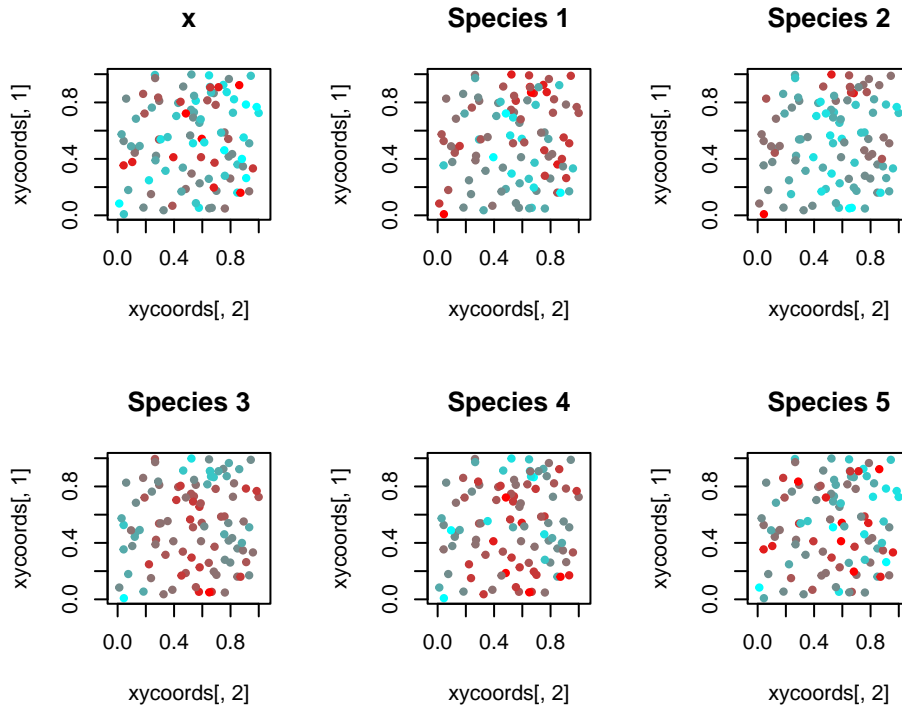 x
xycoords[, 1]
0.0 0.4 0.8
0.0 0.4 0.8
xycoords[, 2]
Species 1
xycoords[, 1]
0.0 0.4 0.8
0.0 0.4 0.8
xycoords[, 2]
Species 2
xycoords[, 1]
0.0 0.4 0.8
0.0 0.4 0.8
xycoords[, 2]
Species 3
xycoords[, 1]
0.0 0.4 0.8
0.0 0.4 0.8
xycoords[, 2]
Species 4
xycoords[, 1]
0.0 0.4 0.8
0.0 0.4 0.8
xycoords[, 2]
Species 5
xycoords[, 1]
0.0 0.4 0.8
0.0 0.4 0.8
xycoords[, 2]